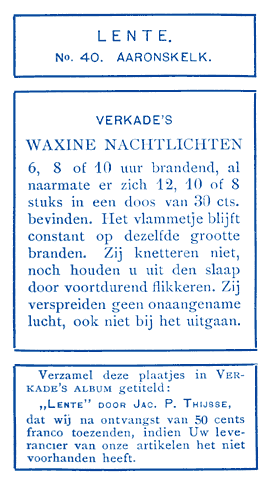 LENTE.
No. 40. AARONSKELK.
VERKADE'S
WAXINE NACHTLICHTEN
6, 8 of 10 uur brandend, al
naarmate er zich 12, 10 of 8
stuks in een doos van 30 cts.
bevinden. Het vlammetje blijft
constant op dezelfde grootte
branden. Zij knetteren niet,
noch houden u uit den slaap
door voortdurend flikkeren. Zij
verspreiden geen onaangename
lucht, ook niet bij het uitgaan.
Verzamel deze plaatjes in VER-
KADE'S ALBUM getiteld:
„LENTE” DOOR JAC. P. THIJSSE,
dat wij na ontvangst van 50 cents
franco toezenden, indien Uw leve-
rancier van onze artikelen het niet
voorhanden heeft.